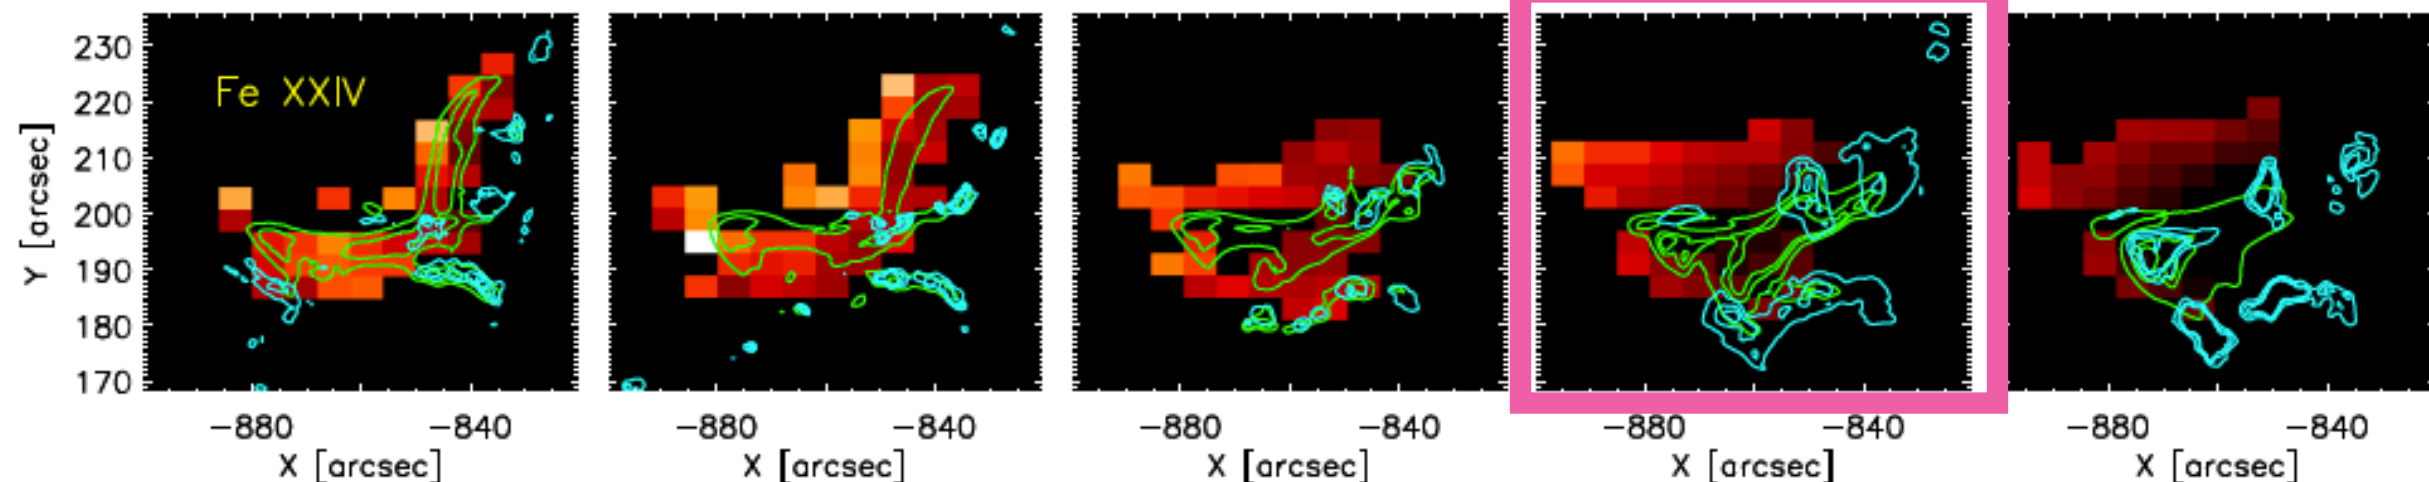 Fe XXIV
230
220
210
200
190
180
170
Y [arcsec]
−880 −840 −880 −840 −880 −840 −880 −840 −880 −840
X [arcsec] X [arcsec] X [arcsec] X [arcsec] X [arcsec]